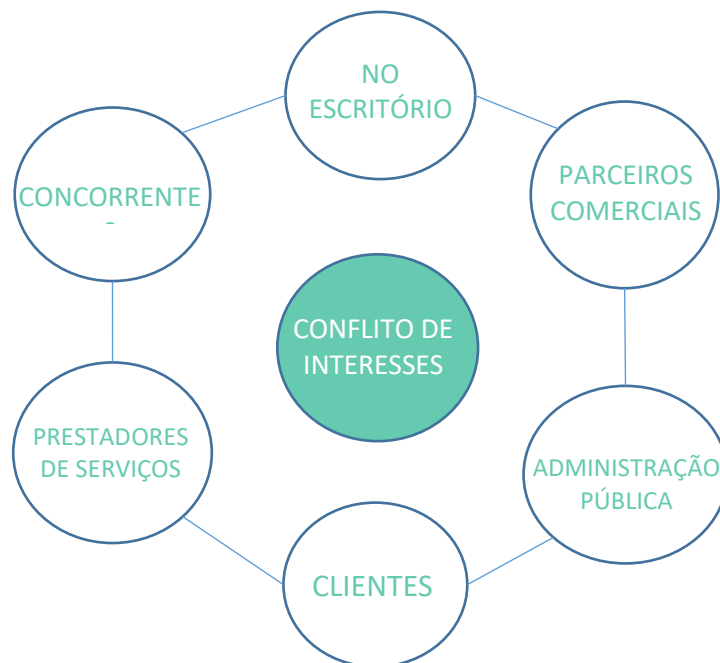 NO
ESCRITÓRIO
PARCEIROS
COMERCIAIS
CONCORRENTE
CONFLITO DE
INTERESSES
PRESTADORES
DE SERVIÇOS
ADMINISTRAÇÃO
PÚBLICA
CLIENTES